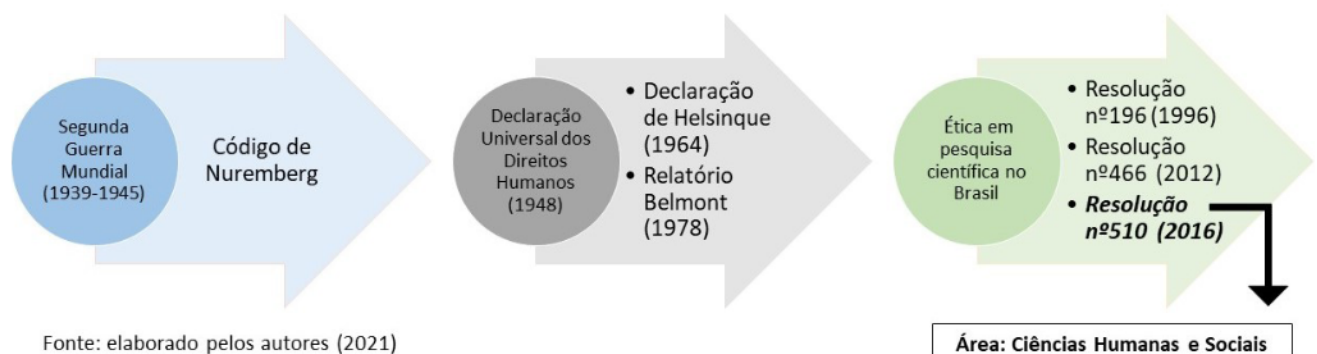 Segunda
Guerra
Mundial
(1939-1945)
Código de
Nuremberg
Declaração
Universal dos
Direitos
Humanos
(1948)
• Declaração
de Helsinque
(1964)
• Relatório
Belmont
(1978)
Ética em
pesquisa
científica no
Brasil
• Resolução
nº196 (1996)
• Resolução
nº466 (2012)
• Resolução
nº510 (2016)
Fonte: elaborado pelos autores (2021)
Área: Ciências Humanas e Sociais